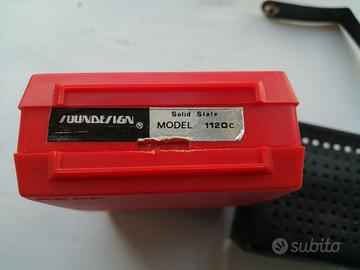 SOUNDESIGN ®
Solid State
MODEL 1120c
subito